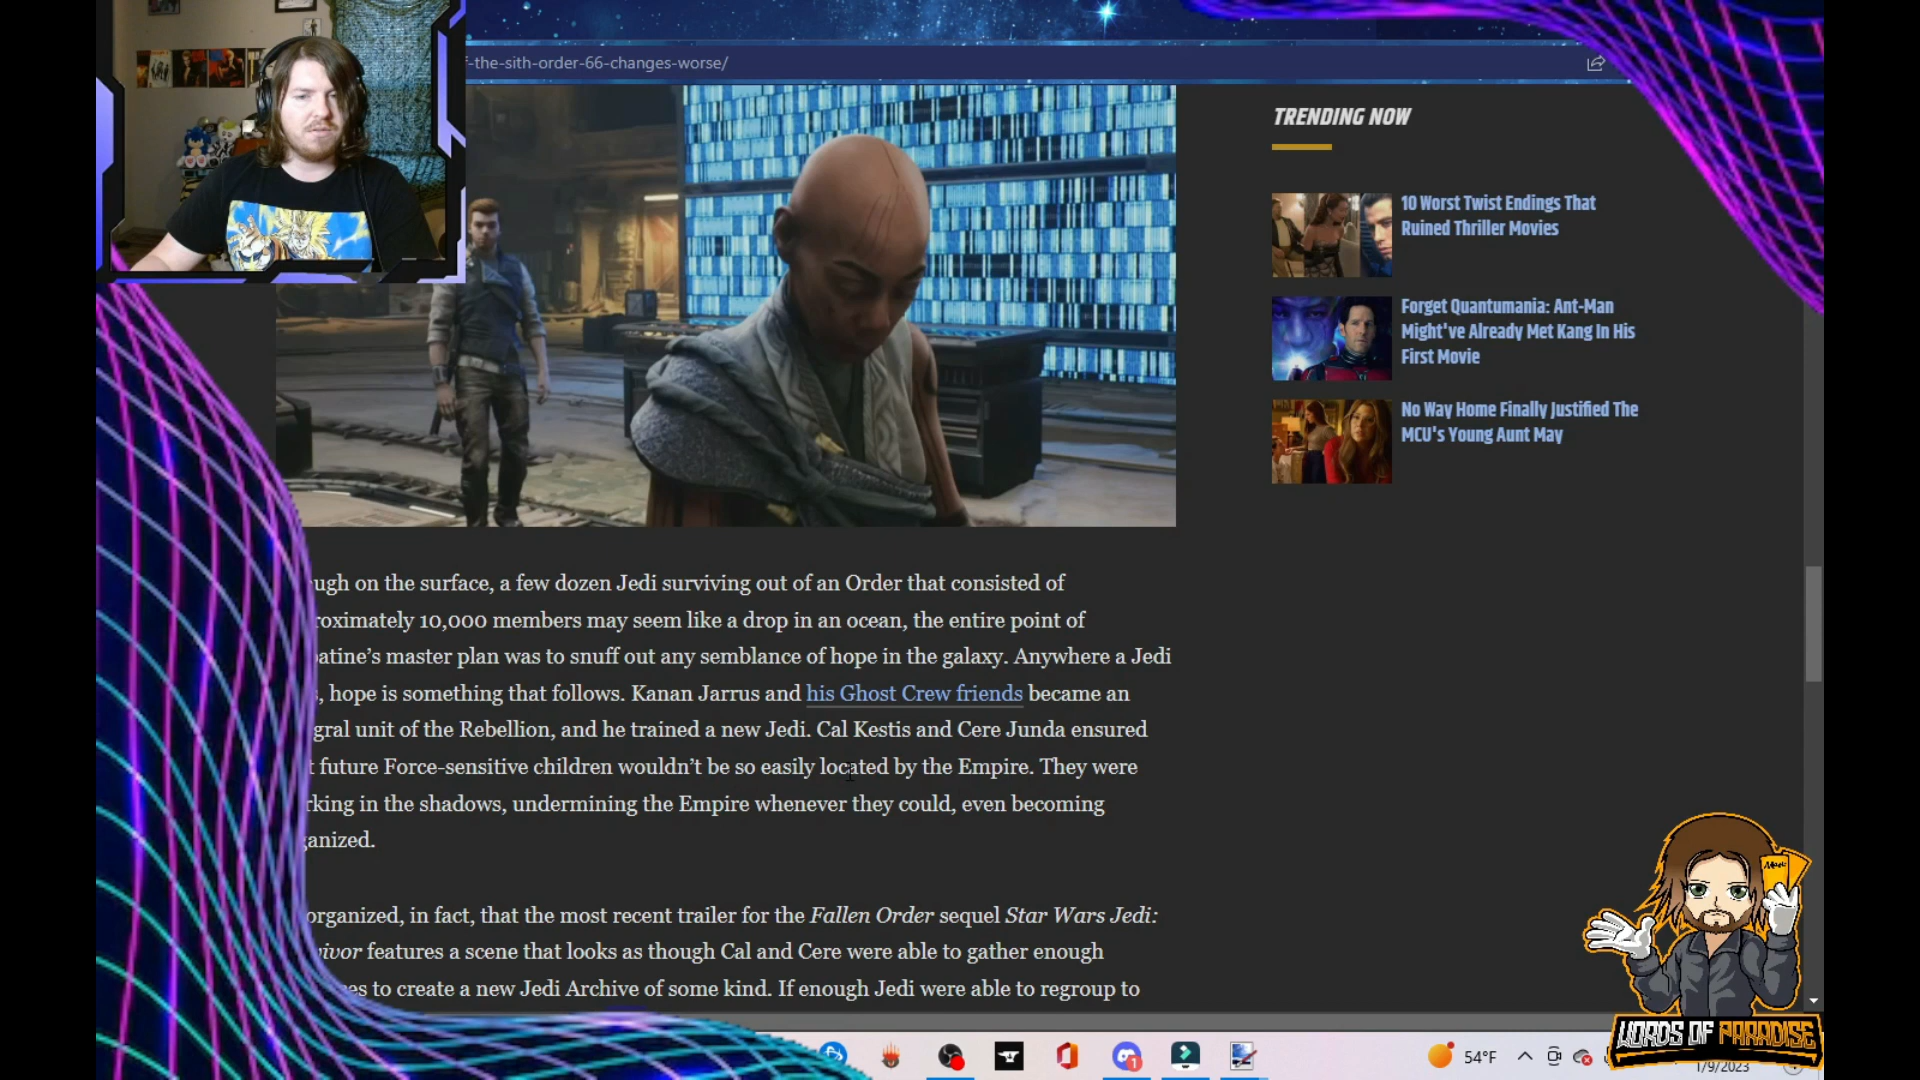 f-the-sith-order-66-changes-worse/
TRENDING NOW
10 Worst Twist Endings That
Ruined Thriller Movies
Forget Quantumania: Ant-Man
Might've Already Met Kang In His
First Movie
No Way Home Finally Justified The
MCU's Young Aunt May
ugh on the surface, a few dozen Jedi surviving out of an Order that consisted of
roximately 10,000 members may seem like a drop in an ocean, the entire point of
atine's master plan was to snuff out any semblance of hope in the galaxy. Anywhere a Jedi
, hope is something that follows. Kanan Jarrus and his Ghost Crew friends became an
gral unit of the Rebellion, and he trained a new Jedi. Cal Kestis and Cere Junda ensured
t future Force-sensitive children wouldn't be so easily located by the Empire. They were
rking in the shadows, undermining the Empire whenever they could, even becoming
ganized.
organized, in fact, that the most recent trailer for the Fallen Order sequel Star Wars Jedi:
vivor features a scene that looks as though Cal and Cere were able to gather enough
es to create a new Jedi Archive of some kind. If enough Jedi were able to regroup to
WORDS OF PARADISE
54°F
1/9/2023